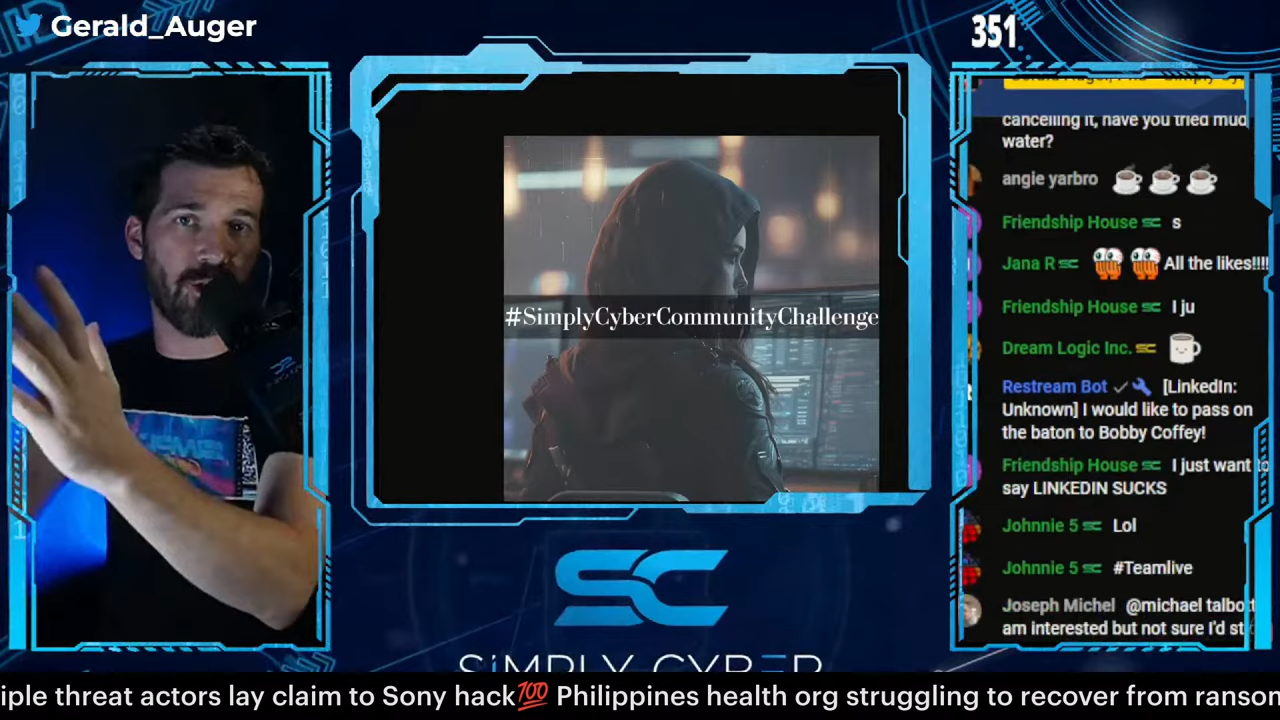 Gerald_Auger
351
cancelling it, have you tried mud
water?
angie yarbro
Friendship House s
Jana R All the likes!!!!
#SimplyCyberCommunityChallenge
Friendship House I ju
Dream Logic Inc.
Restream Bot [LinkedIn:
Unknown] I would like to pass on
the baton to Bobby Coffey!
Friendship House I just want to
say LINKEDIN SUCKS
Johnnie 5 Lol
Johnnie 5 #Teamlive
Joseph Michel @michael talbott
am interested but not sure I'd st
SC
SIMPLY CYBER
iple threat actors lay claim to Sony hack💯 Philippines health org struggling to recover from ranson